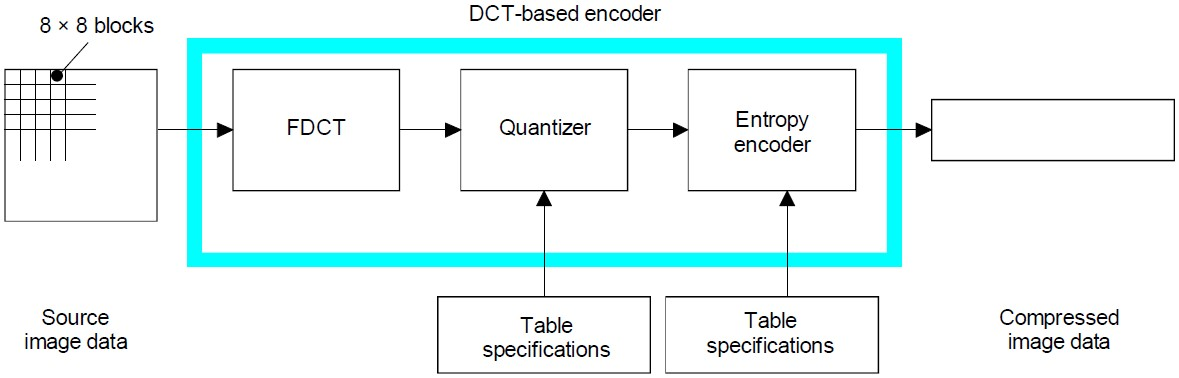 DCT-based encoder
8 × 8 blocks
FDCT
Quantizer
Entropy
encoder
Source
image data
Table
specifications
Table
specifications
Compressed
image data